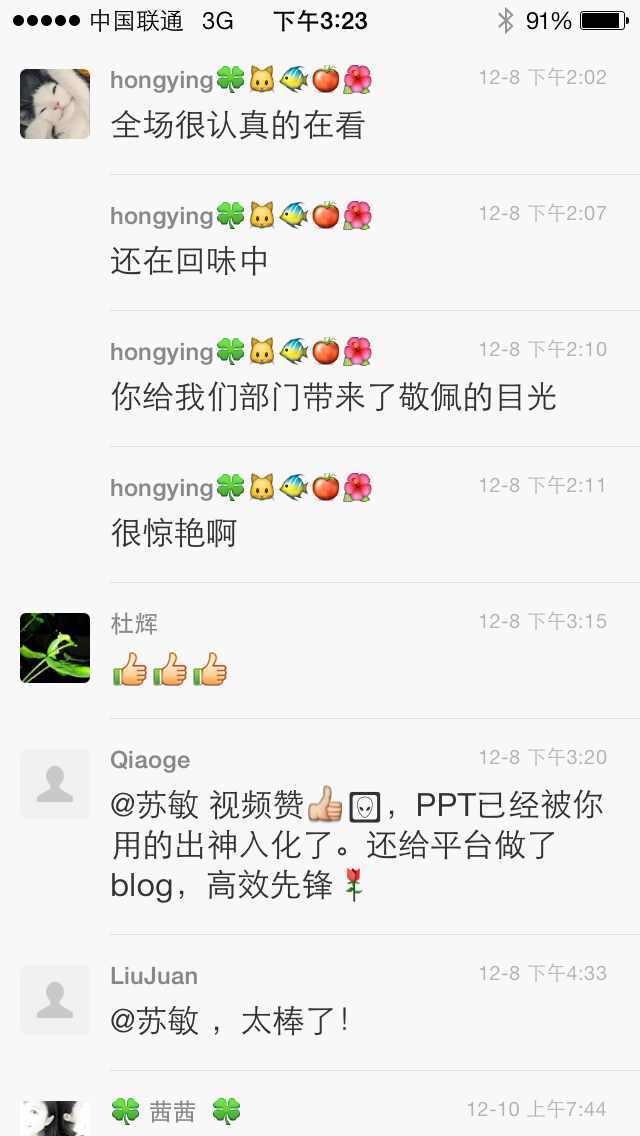 中国联通 3G 下午3:23 91%
hongying🍀🐱🐠🍅🌺 12-8 下午2:02
全场很认真的在看
hongying🍀🐱🐠🍅🌺 12-8 下午2:07
还在回味中
hongying🍀🐱🐠🍅🌺 12-8 下午2:10
你给我们部门带来了敬佩的目光
hongying🍀🐱🐠🍅🌺 12-8 下午2:11
很惊艳啊
杜辉 12-8 下午3:15
👍👍👍
Qiaoge 12-8 下午3:20
@苏敏 视频赞👍👽，PPT已经被你
用的出神入化了。还给平台做了
blog，高效先锋🌹
LiuJuan 12-8 下午4:33
@苏敏 ，太棒了！
🍀 茜茜 🍀 12-10 上午7:44